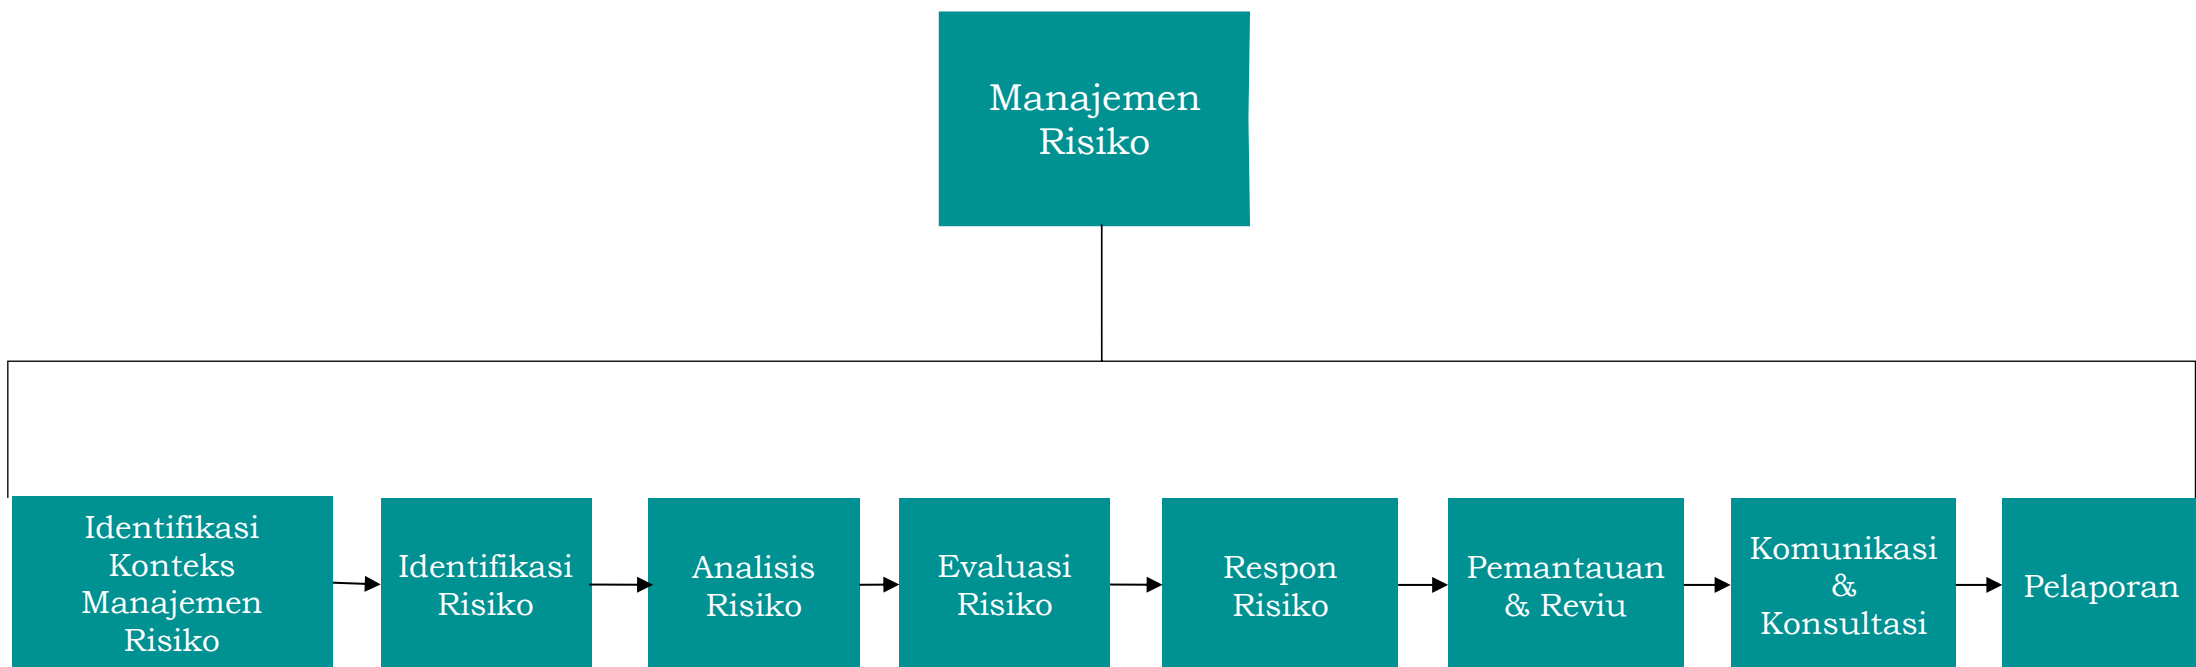 Manajemen
Risiko
Identifikasi
Konteks
Manajemen
Risiko
Identifikasi
Risiko
Analisis
Risiko
Evaluasi
Risiko
Respon
Risiko
Pemantauan
& Reviu
Komunikasi
&
Konsultasi
Pelaporan